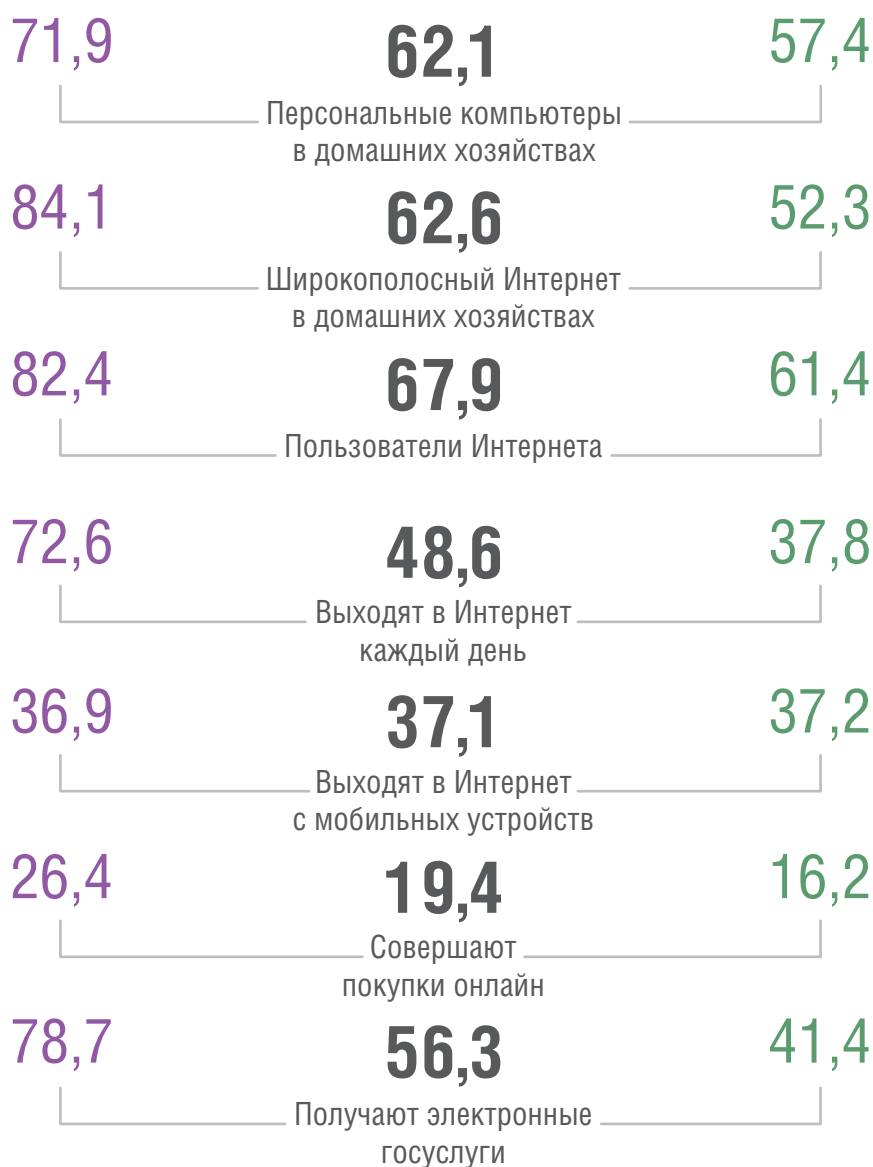 71,9 62,1 57,4
Персональные компьютеры
в домашних хозяйствах
84,1 62,6 52,3
Широкополосный Интернет
в домашних хозяйствах
82,4 67,9 61,4
Пользователи Интернета
72,6 48,6 37,8
Выходят в Интернет
каждый день
36,9 37,1 37,2
Выходят в Интернет
с мобильных устройств
26,4 19,4 16,2
Совершают
покупки онлайн
78,7 56,3 41,4
Получают электронные
госуслуги